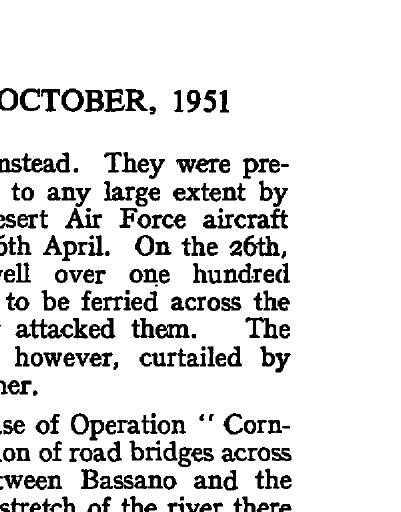 OCTOBER, 1951
nstead. They were pre-
to any large extent by
esert Air Force aircraft
6th April. On the 26th,
vell over one hundred
to be ferried across the
attacked them. The
however, curtailed by
ner.
se of Operation " Corn-
on of road bridges across
tween Bassano and the
stretch of the river there